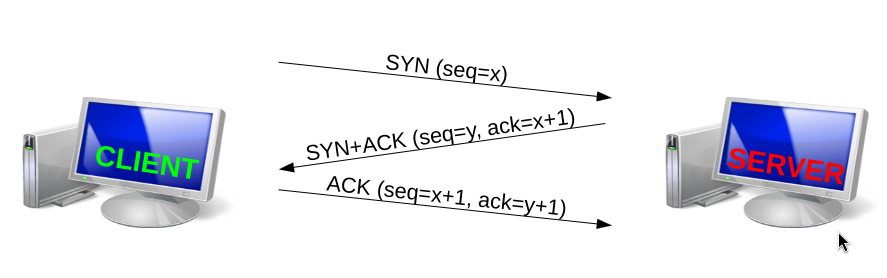 SYN (seq=x)
SYN+ACK (seq=y, ack=x+1)
CLIENT
SERVER
ACK (seq=x+1, ack=y+1)